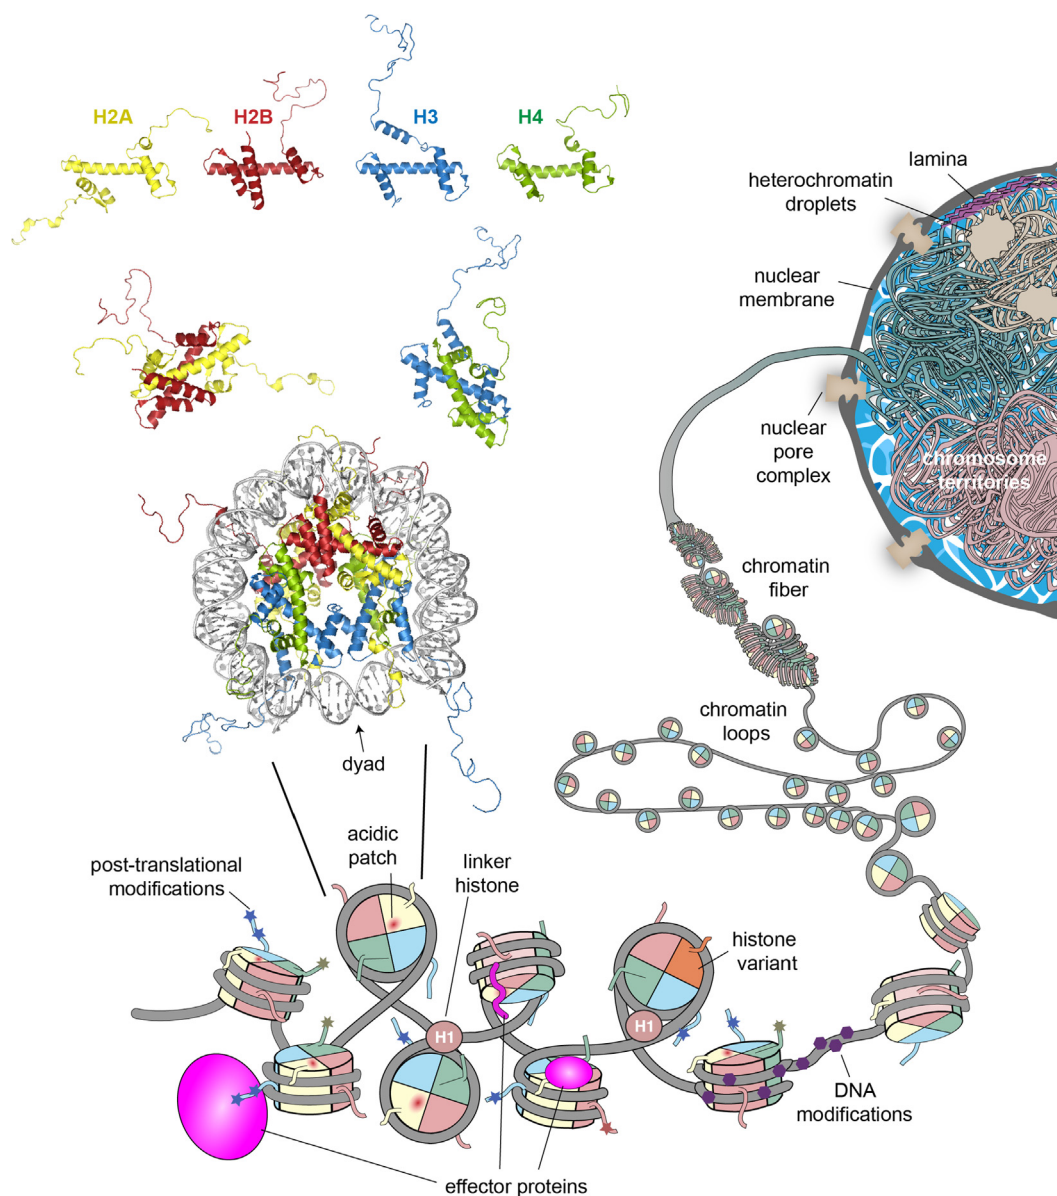 H2A
H2B
H3
H4
lamina
heterochromatin
droplets
nuclear
membrane
nuclear
pore
complex
chromosome
territories
chromatin
fiber
chromatin
loops
dyad
acidic
patch
linker
histone
post-translational
modifications
histone
variant
H1
H1
DNA
modifications
effector proteins